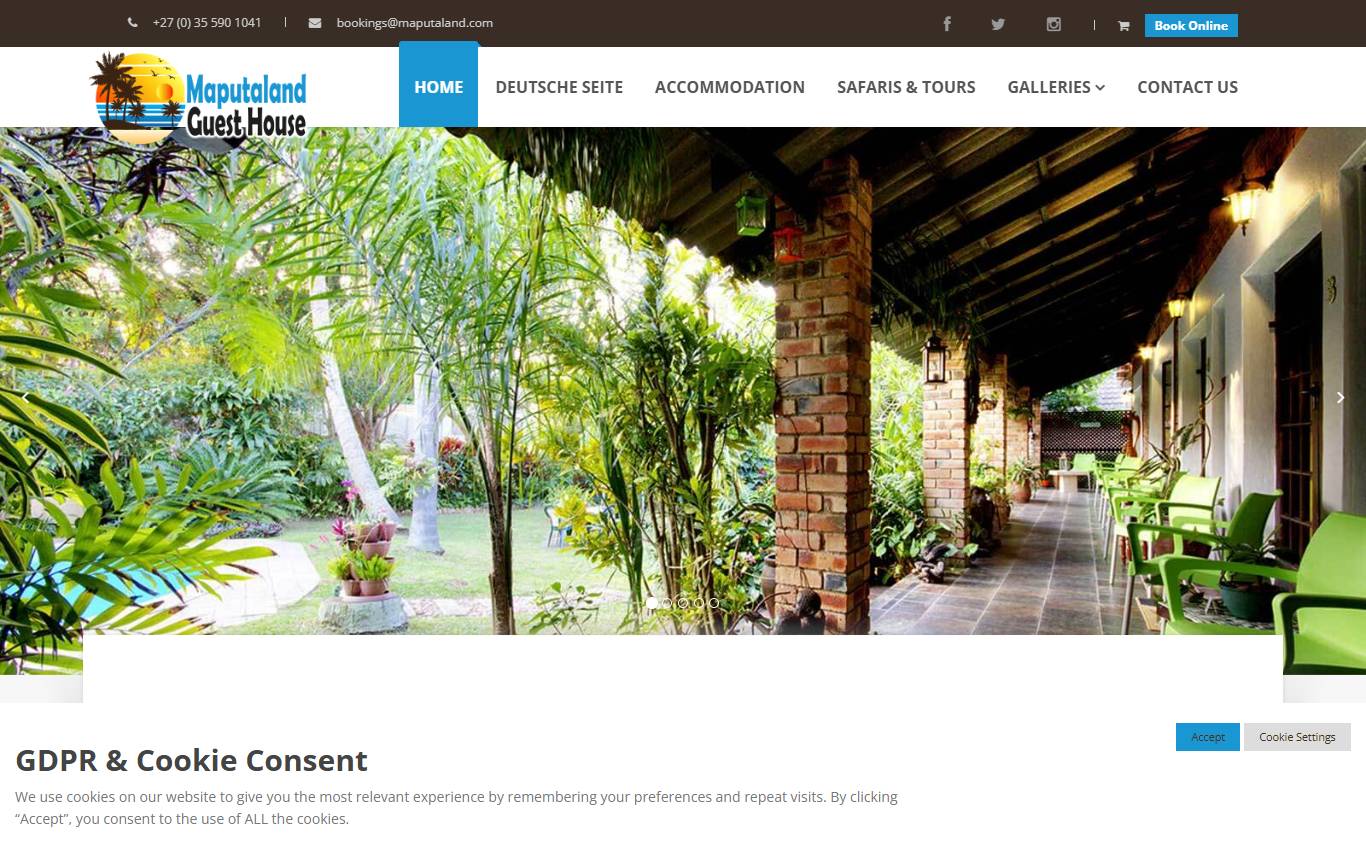 +27 (0) 35 590 1041 | bookings@maputaland.com | Book Online
Maputaland
Guest House
HOME DEUTSCHE SEITE ACCOMMODATION SAFARIS & TOURS GALLERIES CONTACT US
Accept Cookie Settings
GDPR & Cookie Consent
We use cookies on our website to give you the most relevant experience by remembering your preferences and repeat visits. By clicking
“Accept”, you consent to the use of ALL the cookies.